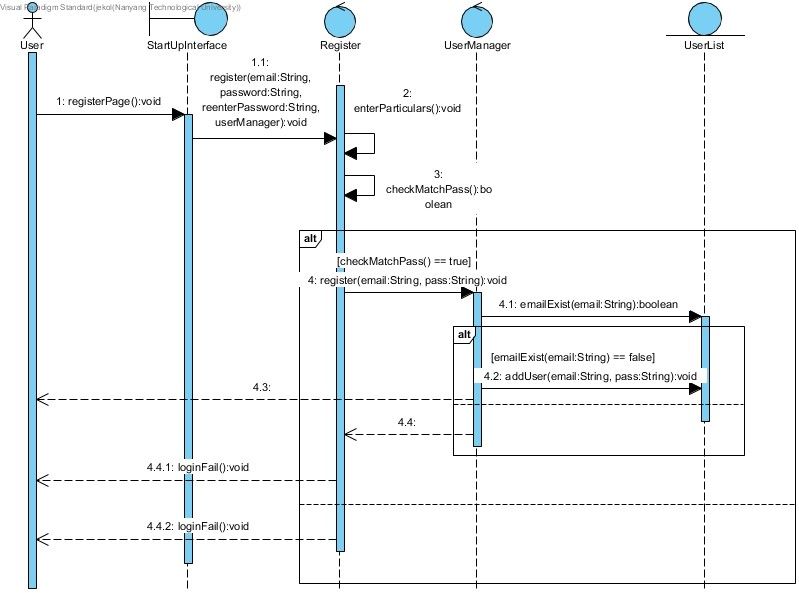 Visual Paradigm Standard(jekol(Nanyang Technological University))
User
StartUpInterface
Register
UserManager
UserList
1: registerPage():void
1.1:
register(email:String,
password:String,
reenterPassword:String,
userManager):void
2:
enterParticulars():void
3:
checkMatchPass():bo
olean
alt
[checkMatchPass() == true]
4: register(email:String, pass:String):void
4.1: emailExist(email:String):boolean
alt
[emailExist(email:String) == false]
4.2: addUser(email:String, pass:String):void
4.3:
4.4:
4.4.1: loginFail():void
4.4.2: loginFail():void